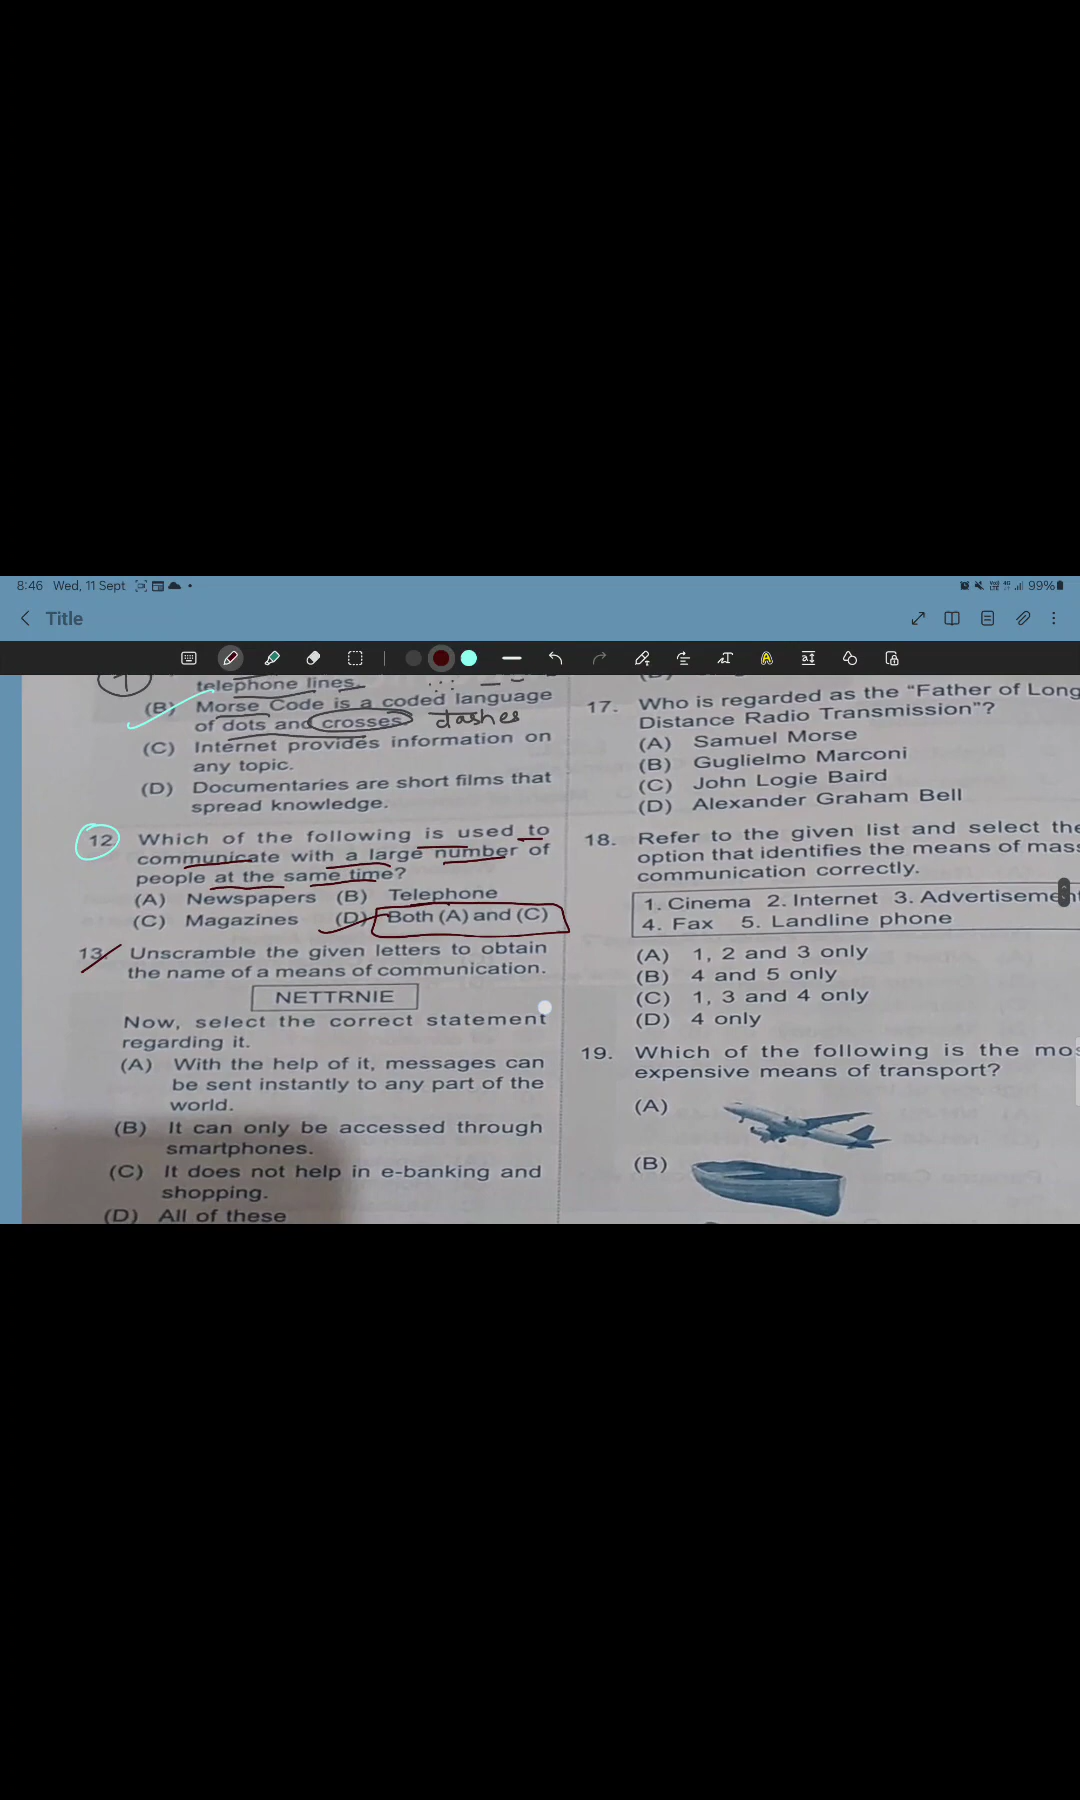 8:46 Wed, 11 Sept
99%
Title
telephone lines.
(B) Morse Code is a coded language
of dots and crosses dashes
(C) Internet provides information on
any topic.
(D) Documentaries are short films that
spread knowledge.
12. Which of the following is used to
communicate with a large number of
people at the same time?
(A) Newspapers (B) Telephone
(C) Magazines (D) Both (A) and (C)
13. Unscramble the given letters to obtain
the name of a means of communication.
NETTRNIE
Now, select the correct statement
regarding it.
(A) With the help of it, messages can
be sent instantly to any part of the
world.
(B) It can only be accessed through
smartphones.
(C) It does not help in e-banking and
shopping.
(D) All of these
17. Who is regarded as the "Father of Long
Distance Radio Transmission"?
(A) Samuel Morse
(B) Guglielmo Marconi
(C) John Logie Baird
(D) Alexander Graham Bell
18. Refer to the given list and select the
option that identifies the means of mass
communication correctly.
1. Cinema 2. Internet 3. Advertisement
4. Fax 5. Landline phone
(A) 1, 2 and 3 only
(B) 4 and 5 only
(C) 1, 3 and 4 only
(D) 4 only
19. Which of the following is the mos
expensive means of transport?
(A)
(B)